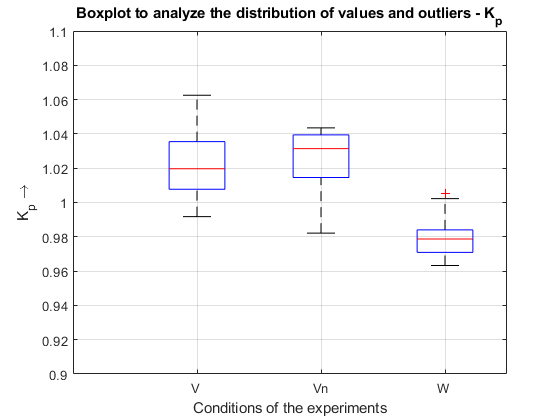 Boxplot to analyze the distribution of values and outliers - Kp
1.1
1.08
1.06
1.04
1.02
1
0.98
0.96
0.94
0.92
0.9
Kp →
V Vn W
Conditions of the experiments